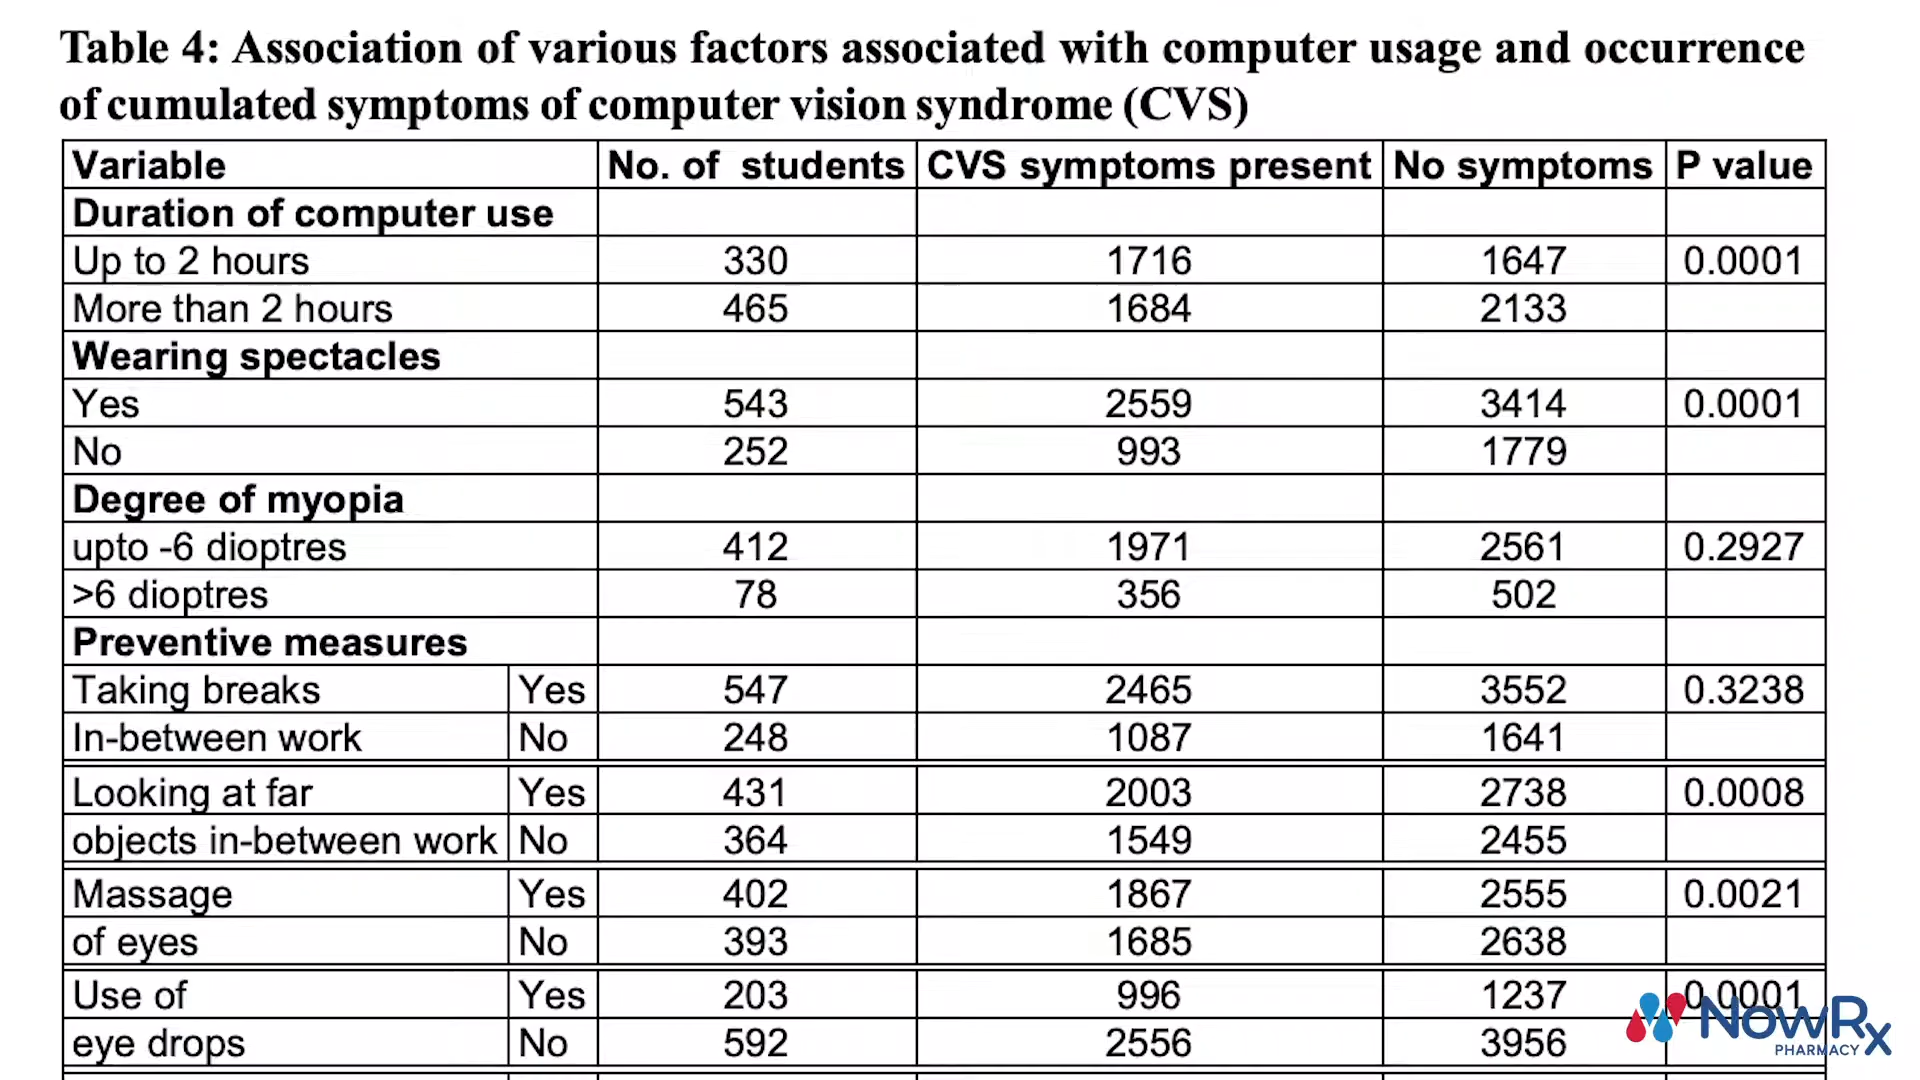 Table 4: Association of various factors associated with computer usage and occurrence
of cumulated symptoms of computer vision syndrome (CVS)
Variable No. of students CVS symptoms present No symptoms P value
Duration of computer use
Up to 2 hours 330 1716 1647 0.0001
More than 2 hours 465 1684 2133
Wearing spectacles
Yes 543 2559 3414 0.0001
No 252 993 1779
Degree of myopia
upto -6 dioptres 412 1971 2561 0.2927
>6 dioptres 78 356 502
Preventive measures
Taking breaks Yes 547 2465 3552 0.3238
In-between work No 248 1087 1641
Looking at far Yes 431 2003 2738 0.0008
objects in-between work No 364 1549 2455
Massage Yes 402 1867 2555 0.0021
of eyes No 393 1685 2638
Use of Yes 203 996 1237 0.0001
eye drops No 592 2556 3956
NowRx
PHARMACY